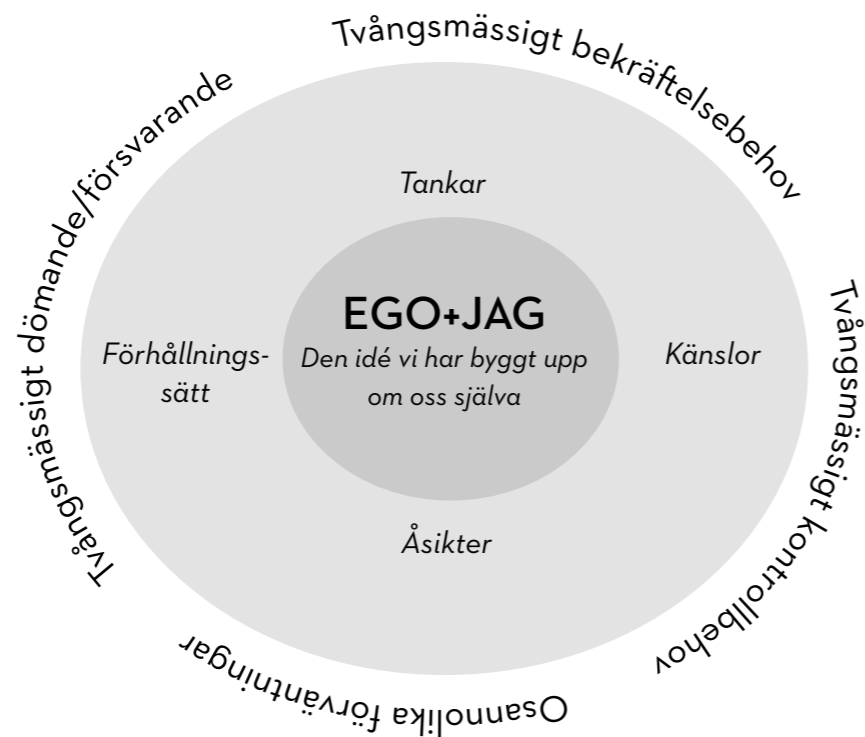 Tvångsmässigt bekräftelsebehov
Tvångsmässigt dömande/försvarande
Tankar
EGO+JAG
Den idé vi har byggt upp
om oss själva
Förhållnings-
sätt
Känslor
Åsikter
Tvångsmässigt kontrollbehov
Osannolika förväntningar